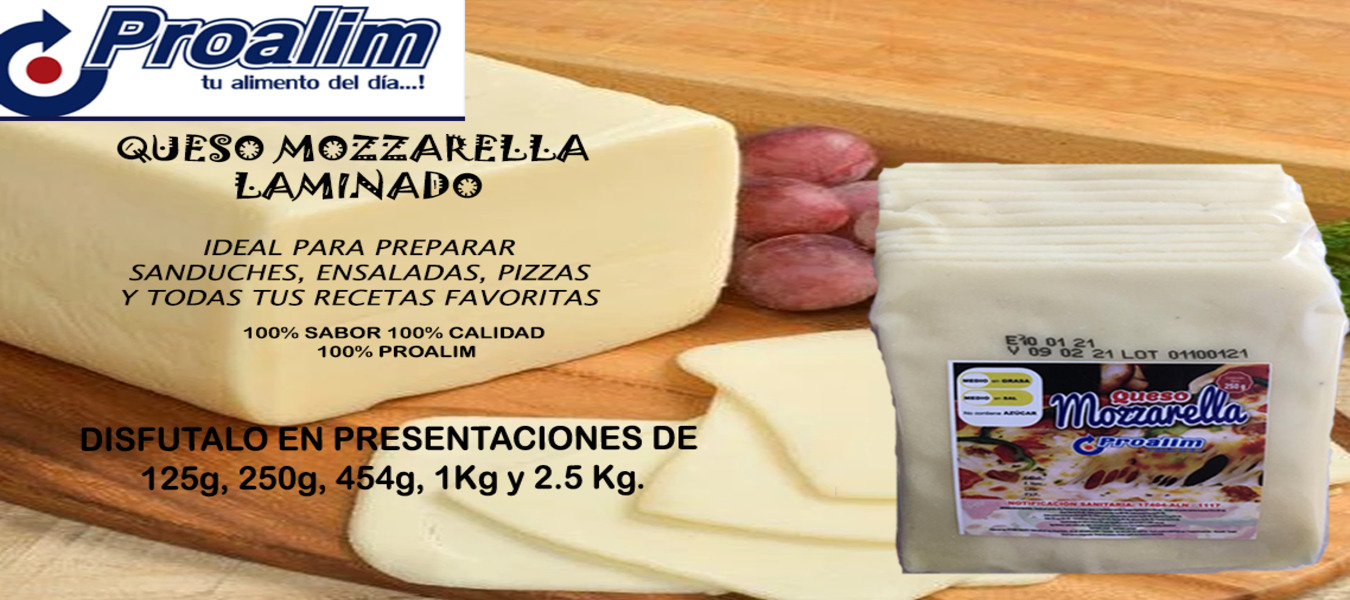 Proalim
tu alimento del día...!
QUESO MOZZARELLA
LAMINADO
IDEAL PARA PREPARAR
SANDUCHES, ENSALADAS, PIZZAS
Y TODAS TUS RECETAS FAVORITAS
100% SABOR 100% CALIDAD
100% PROALIM
DISFUTALO EN PRESENTACIONES DE
125g, 250g, 454g, 1Kg y 2.5 Kg.
01 21
V 09 02 21 LOT 01100121
MEDIO en GRASA
MEDIO en SAL
No contiene AZÚCAR
250 g
Queso
Mozzarella
Proalim
NOTIFICACIÓN SANITARIA: 17404-ALN - 1117